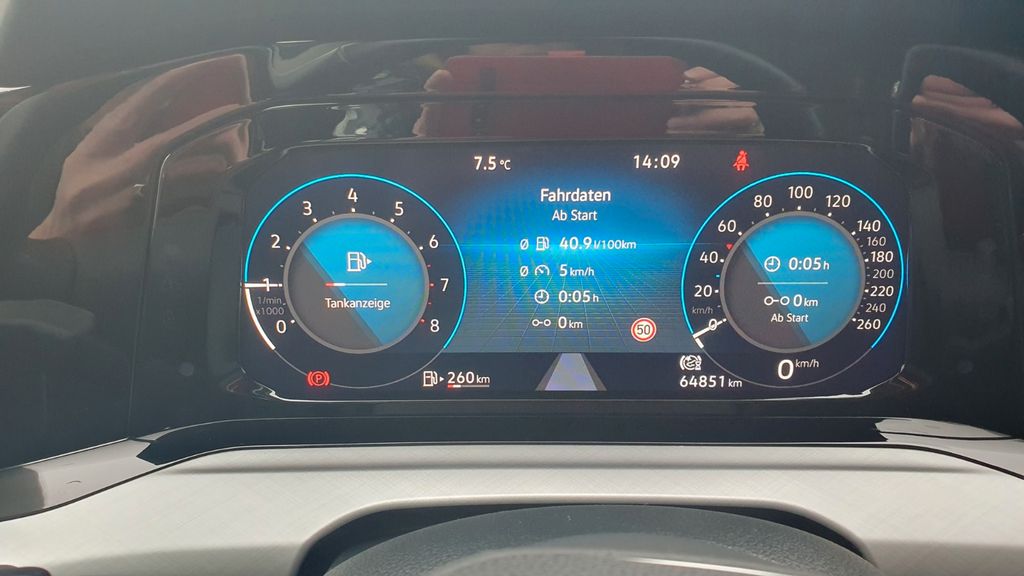 7.5 °C
14:09
Fahrdaten
Ab Start
Ø 40.9 l/100km
Ø 5 km/h
0:05 h
0 km
50
0
1
2
3
4
5
6
7
8
1/min
x1000
Tankanzeige
0
20
40
60
80
100
120
140
160
180
200
220
240
260
km/h
0:05 h
0 km
Ab Start
0 km/h
P
260 km
64851 km